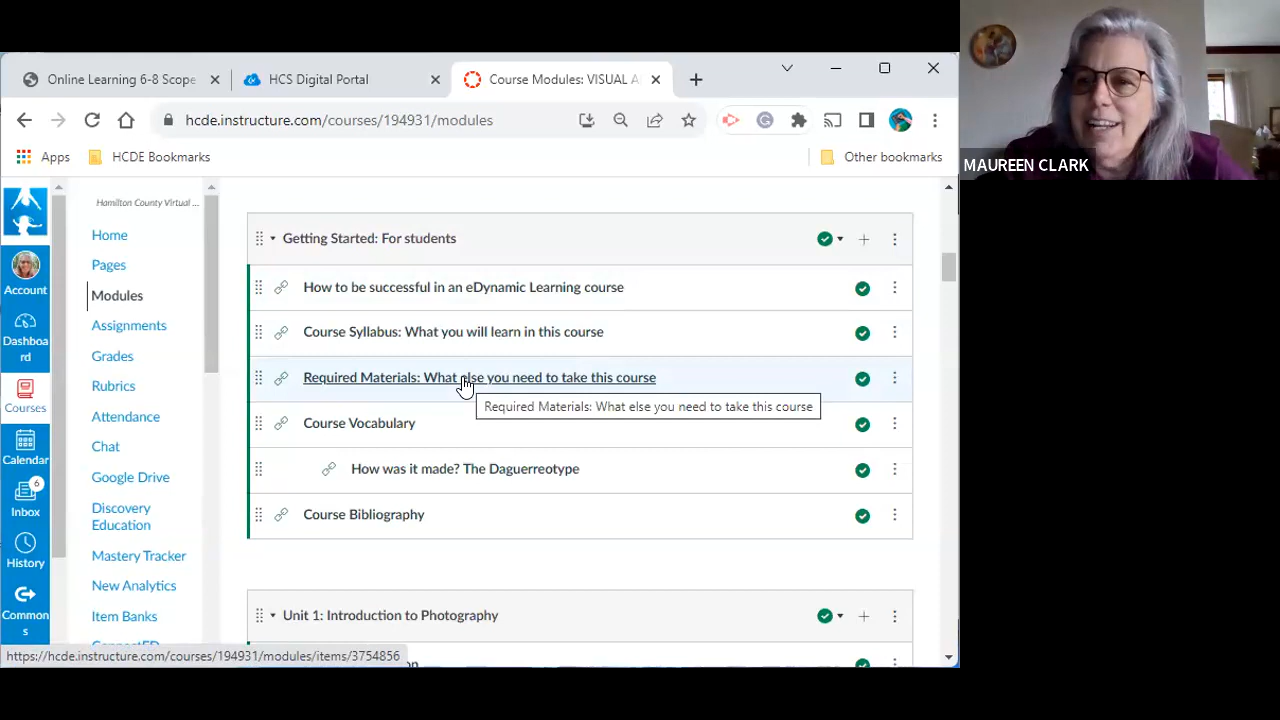 Online Learning 6-8 Scope
HCS Digital Portal
Course Modules: VISUAL A
hcde.instructure.com/courses/194931/modules
Apps
HCDE Bookmarks
Other bookmarks
MAUREEN CLARK
Account
Dashboa
rd
Courses
Calendar
6
Inbox
History
Common
s
Hamilton County Virtual ...
Home
Pages
Modules
Assignments
Grades
Rubrics
Attendance
Chat
Google Drive
Discovery
Education
Mastery Tracker
New Analytics
Item Banks
Getting Started: For students
How to be successful in an eDynamic Learning course
Course Syllabus: What you will learn in this course
Required Materials: What else you need to take this course
Required Materials: What else you need to take this course
Course Vocabulary
How was it made? The Daguerreotype
Course Bibliography
Unit 1: Introduction to Photography
https://hcde.instructure.com/courses/194931/modules/items/3754856